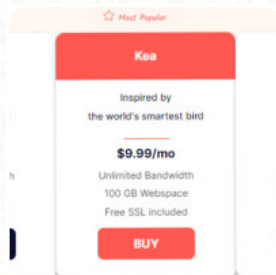 Most Popular
Kea
Inspired by
the world's smartest bird
$9.99/mo
Unlimited Bandwidth
100 GB Webspace
Free SSL included
BUY